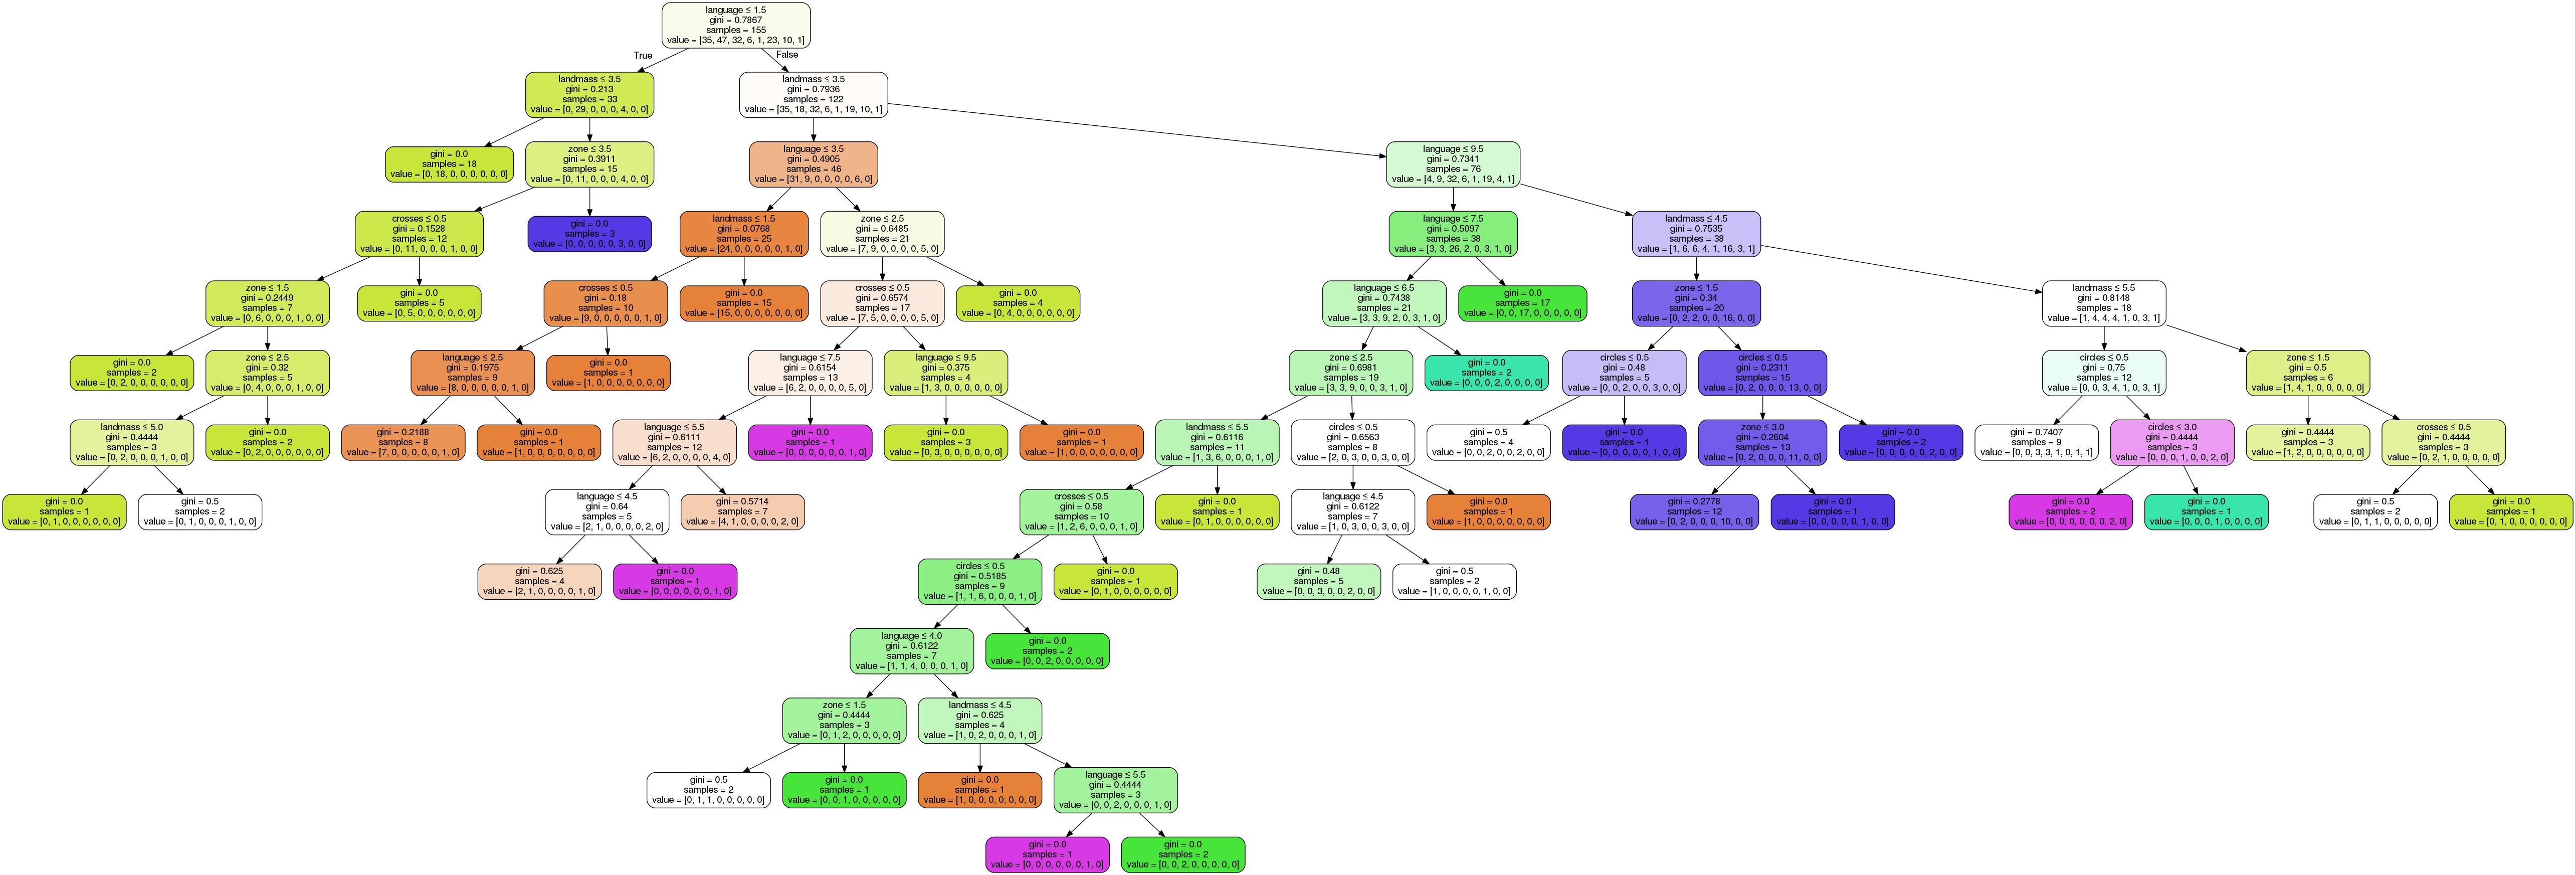 language ≤ 1.5
gini = 0.7867
samples = 155
value = [35, 47, 32, 6, 1, 23, 10, 1]
True
False
landmass ≤ 3.5
gini = 0.213
samples = 33
value = [0, 29, 0, 0, 0, 4, 0, 0]
landmass ≤ 3.5
gini = 0.7936
samples = 122
value = [35, 18, 32, 6, 1, 19, 10, 1]
gini = 0.0
samples = 18
value = [0, 18, 0, 0, 0, 0, 0, 0]
zone ≤ 3.5
gini = 0.3911
samples = 15
value = [0, 11, 0, 0, 0, 4, 0, 0]
language ≤ 3.5
gini = 0.4905
samples = 46
value = [31, 9, 0, 0, 0, 0, 6, 0]
language ≤ 9.5
gini = 0.7341
samples = 76
value = [4, 9, 32, 6, 1, 19, 4, 1]
crosses ≤ 0.5
gini = 0.1528
samples = 12
value = [0, 11, 0, 0, 0, 1, 0, 0]
gini = 0.0
samples = 3
value = [0, 0, 0, 0, 0, 3, 0, 0]
landmass ≤ 1.5
gini = 0.0768
samples = 25
value = [24, 0, 0, 0, 0, 0, 1, 0]
zone ≤ 2.5
gini = 0.6485
samples = 21
value = [7, 9, 0, 0, 0, 0, 5, 0]
language ≤ 7.5
gini = 0.5097
samples = 38
value = [3, 3, 26, 2, 0, 3, 1, 0]
landmass ≤ 4.5
gini = 0.7535
samples = 38
value = [1, 6, 6, 4, 1, 16, 3, 1]
zone ≤ 1.5
gini = 0.2449
samples = 7
value = [0, 6, 0, 0, 0, 1, 0, 0]
gini = 0.0
samples = 5
value = [0, 5, 0, 0, 0, 0, 0, 0]
crosses ≤ 0.5
gini = 0.18
samples = 10
value = [9, 0, 0, 0, 0, 0, 1, 0]
gini = 0.0
samples = 15
value = [15, 0, 0, 0, 0, 0, 0, 0]
crosses ≤ 0.5
gini = 0.6574
samples = 17
value = [7, 5, 0, 0, 0, 0, 5, 0]
gini = 0.0
samples = 4
value = [0, 4, 0, 0, 0, 0, 0, 0]
language ≤ 6.5
gini = 0.7438
samples = 21
value = [3, 3, 9, 2, 0, 3, 1, 0]
gini = 0.0
samples = 17
value = [0, 0, 17, 0, 0, 0, 0, 0]
zone ≤ 1.5
gini = 0.34
samples = 20
value = [0, 2, 2, 0, 0, 16, 0, 0]
landmass ≤ 5.5
gini = 0.8148
samples = 18
value = [1, 4, 4, 4, 1, 0, 3, 1]
gini = 0.0
samples = 2
value = [0, 2, 0, 0, 0, 0, 0, 0]
zone ≤ 2.5
gini = 0.32
samples = 5
value = [0, 4, 0, 0, 0, 1, 0, 0]
language ≤ 2.5
gini = 0.1975
samples = 9
value = [8, 0, 0, 0, 0, 0, 1, 0]
gini = 0.0
samples = 1
value = [1, 0, 0, 0, 0, 0, 0, 0]
language ≤ 7.5
gini = 0.6154
samples = 13
value = [6, 2, 0, 0, 0, 0, 5, 0]
language ≤ 9.5
gini = 0.375
samples = 4
value = [1, 3, 0, 0, 0, 0, 0, 0]
zone ≤ 2.5
gini = 0.6981
samples = 19
value = [3, 3, 9, 0, 0, 3, 1, 0]
gini = 0.0
samples = 2
value = [0, 0, 0, 2, 0, 0, 0, 0]
circles ≤ 0.5
gini = 0.48
samples = 5
value = [0, 0, 2, 0, 0, 3, 0, 0]
circles ≤ 0.5
gini = 0.2311
samples = 15
value = [0, 2, 0, 0, 0, 13, 0, 0]
circles ≤ 0.5
gini = 0.75
samples = 12
value = [0, 0, 3, 4, 1, 0, 3, 1]
zone ≤ 1.5
gini = 0.5
samples = 6
value = [1, 4, 1, 0, 0, 0, 0, 0]
landmass ≤ 5.0
gini = 0.4444
samples = 3
value = [0, 2, 0, 0, 0, 1, 0, 0]
gini = 0.0
samples = 2
value = [0, 2, 0, 0, 0, 0, 0, 0]
gini = 0.2188
samples = 8
value = [7, 0, 0, 0, 0, 0, 1, 0]
gini = 0.0
samples = 1
value = [1, 0, 0, 0, 0, 0, 0, 0]
language ≤ 5.5
gini = 0.6111
samples = 12
value = [6, 2, 0, 0, 0, 0, 4, 0]
gini = 0.0
samples = 1
value = [0, 0, 0, 0, 0, 0, 1, 0]
gini = 0.0
samples = 3
value = [0, 3, 0, 0, 0, 0, 0, 0]
gini = 0.0
samples = 1
value = [1, 0, 0, 0, 0, 0, 0, 0]
landmass ≤ 5.5
gini = 0.6116
samples = 11
value = [1, 3, 6, 0, 0, 0, 1, 0]
circles ≤ 0.5
gini = 0.6563
samples = 8
value = [2, 0, 3, 0, 0, 3, 0, 0]
gini = 0.5
samples = 4
value = [0, 0, 2, 0, 0, 2, 0, 0]
gini = 0.0
samples = 1
value = [0, 0, 0, 0, 0, 1, 0, 0]
zone ≤ 3.0
gini = 0.2604
samples = 13
value = [0, 2, 0, 0, 0, 11, 0, 0]
gini = 0.0
samples = 2
value = [0, 0, 0, 0, 0, 2, 0, 0]
gini = 0.7407
samples = 9
value = [0, 0, 3, 3, 1, 0, 1, 1]
circles ≤ 3.0
gini = 0.4444
samples = 3
value = [0, 0, 0, 1, 0, 0, 2, 0]
gini = 0.4444
samples = 3
value = [1, 2, 0, 0, 0, 0, 0, 0]
crosses ≤ 0.5
gini = 0.4444
samples = 3
value = [0, 2, 1, 0, 0, 0, 0, 0]
gini = 0.0
samples = 1
value = [0, 1, 0, 0, 0, 0, 0, 0]
gini = 0.5
samples = 2
value = [0, 1, 0, 0, 0, 1, 0, 0]
language ≤ 4.5
gini = 0.64
samples = 5
value = [2, 1, 0, 0, 0, 0, 2, 0]
gini = 0.5714
samples = 7
value = [4, 1, 0, 0, 0, 0, 2, 0]
crosses ≤ 0.5
gini = 0.58
samples = 10
value = [1, 2, 6, 0, 0, 0, 1, 0]
gini = 0.0
samples = 1
value = [0, 1, 0, 0, 0, 0, 0, 0]
language ≤ 4.5
gini = 0.6122
samples = 7
value = [1, 0, 3, 0, 0, 3, 0, 0]
gini = 0.0
samples = 1
value = [1, 0, 0, 0, 0, 0, 0, 0]
gini = 0.2778
samples = 12
value = [0, 2, 0, 0, 0, 10, 0, 0]
gini = 0.0
samples = 1
value = [0, 0, 0, 0, 0, 1, 0, 0]
gini = 0.0
samples = 2
value = [0, 0, 0, 0, 0, 0, 2, 0]
gini = 0.0
samples = 1
value = [0, 0, 0, 1, 0, 0, 0, 0]
gini = 0.5
samples = 2
value = [0, 1, 1, 0, 0, 0, 0, 0]
gini = 0.0
samples = 1
value = [0, 1, 0, 0, 0, 0, 0, 0]
gini = 0.625
samples = 4
value = [2, 1, 0, 0, 0, 0, 1, 0]
gini = 0.0
samples = 1
value = [0, 0, 0, 0, 0, 0, 1, 0]
circles ≤ 0.5
gini = 0.5185
samples = 9
value = [1, 1, 6, 0, 0, 0, 1, 0]
gini = 0.0
samples = 1
value = [0, 1, 0, 0, 0, 0, 0, 0]
gini = 0.48
samples = 5
value = [0, 0, 3, 0, 0, 2, 0, 0]
gini = 0.5
samples = 2
value = [1, 0, 0, 0, 0, 1, 0, 0]
language ≤ 4.0
gini = 0.6122
samples = 7
value = [1, 1, 4, 0, 0, 0, 1, 0]
gini = 0.0
samples = 2
value = [0, 0, 2, 0, 0, 0, 0, 0]
zone ≤ 1.5
gini = 0.4444
samples = 3
value = [0, 1, 2, 0, 0, 0, 0, 0]
landmass ≤ 4.5
gini = 0.625
samples = 4
value = [1, 0, 2, 0, 0, 0, 1, 0]
gini = 0.5
samples = 2
value = [0, 1, 1, 0, 0, 0, 0, 0]
gini = 0.0
samples = 1
value = [0, 0, 1, 0, 0, 0, 0, 0]
gini = 0.0
samples = 1
value = [1, 0, 0, 0, 0, 0, 0, 0]
language ≤ 5.5
gini = 0.4444
samples = 3
value = [0, 0, 2, 0, 0, 0, 1, 0]
gini = 0.0
samples = 1
value = [0, 0, 0, 0, 0, 0, 1, 0]
gini = 0.0
samples = 2
value = [0, 0, 2, 0, 0, 0, 0, 0]